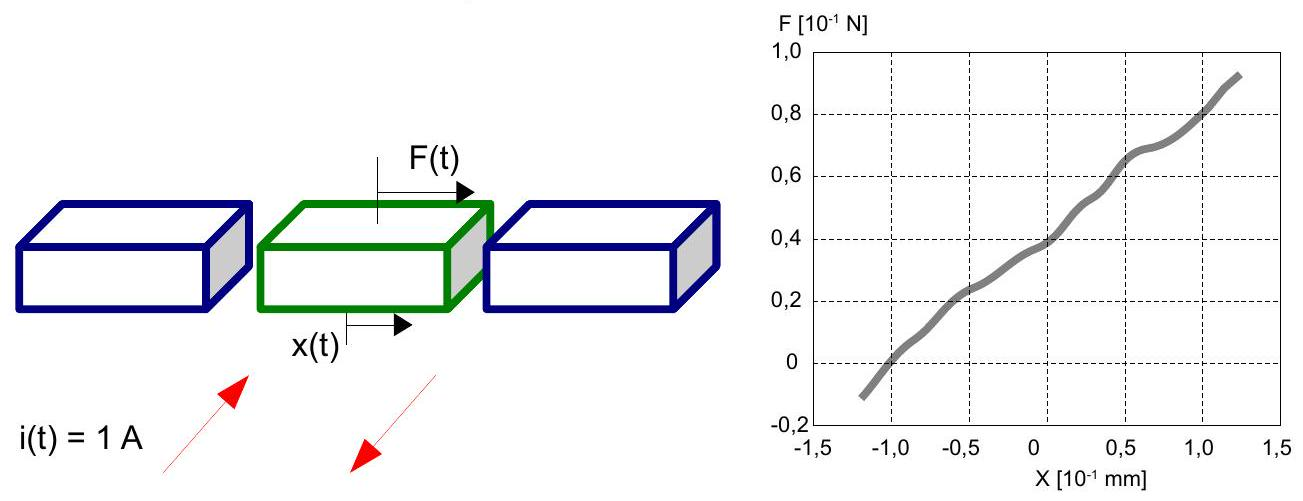 F(t)
x(t)
i(t) = 1 A
F [10⁻¹ N]
1,0
0,8
0,6
0,4
0,2
0
-0,2
-1,5 -1,0 -0,5 0 0,5 1,0 1,5
X [10⁻¹ mm]